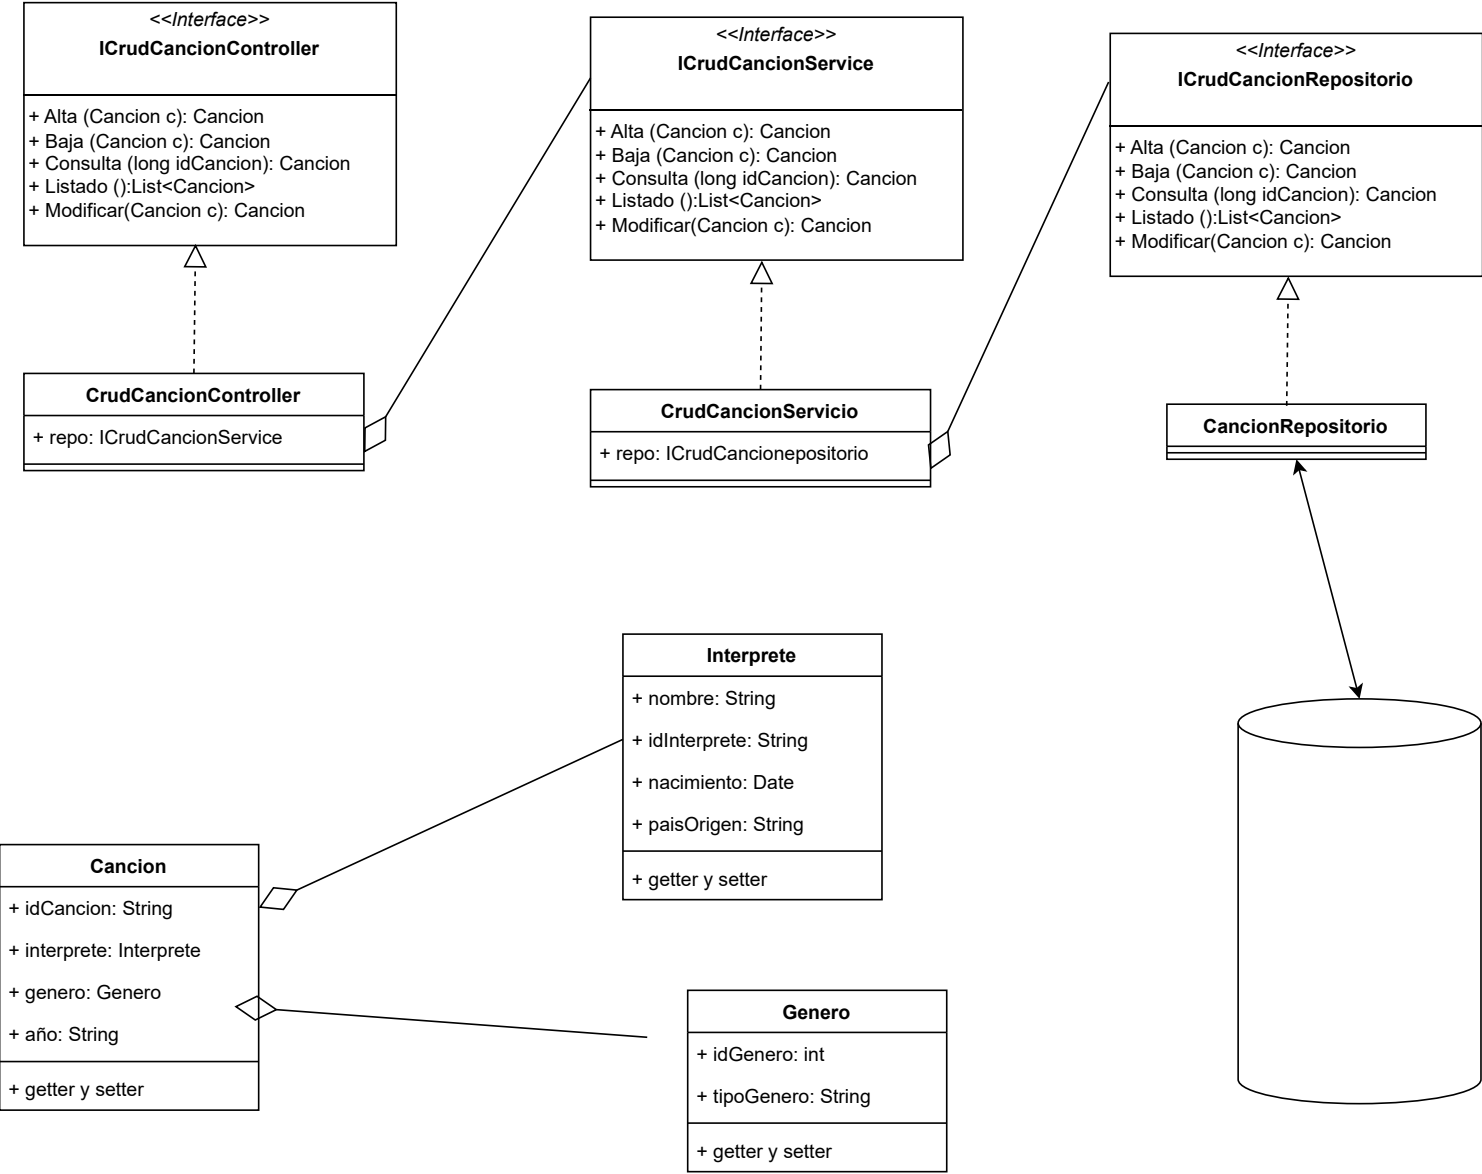 <<Interface>>
ICrudCancionController
+ Alta (Cancion c): Cancion
+ Baja (Cancion c): Cancion
+ Consulta (long idCancion): Cancion
+ Listado ():List<Cancion>
+ Modificar(Cancion c): Cancion
<<Interface>>
ICrudCancionService
+ Alta (Cancion c): Cancion
+ Baja (Cancion c): Cancion
+ Consulta (long idCancion): Cancion
+ Listado ():List<Cancion>
+ Modificar(Cancion c): Cancion
<<Interface>>
ICrudCancionRepositorio
+ Alta (Cancion c): Cancion
+ Baja (Cancion c): Cancion
+ Consulta (long idCancion): Cancion
+ Listado ():List<Cancion>
+ Modificar(Cancion c): Cancion
CrudCancionController
+ repo: ICrudCancionService
CrudCancionServicio
+ repo: ICrudCancionepositorio
CancionRepositorio
Interprete
+ nombre: String
+ idInterprete: String
+ nacimiento: Date
+ paisOrigen: String
+ getter y setter
Cancion
+ idCancion: String
+ interprete: Interprete
+ genero: Genero
+ año: String
+ getter y setter
Genero
+ idGenero: int
+ tipoGenero: String
+ getter y setter